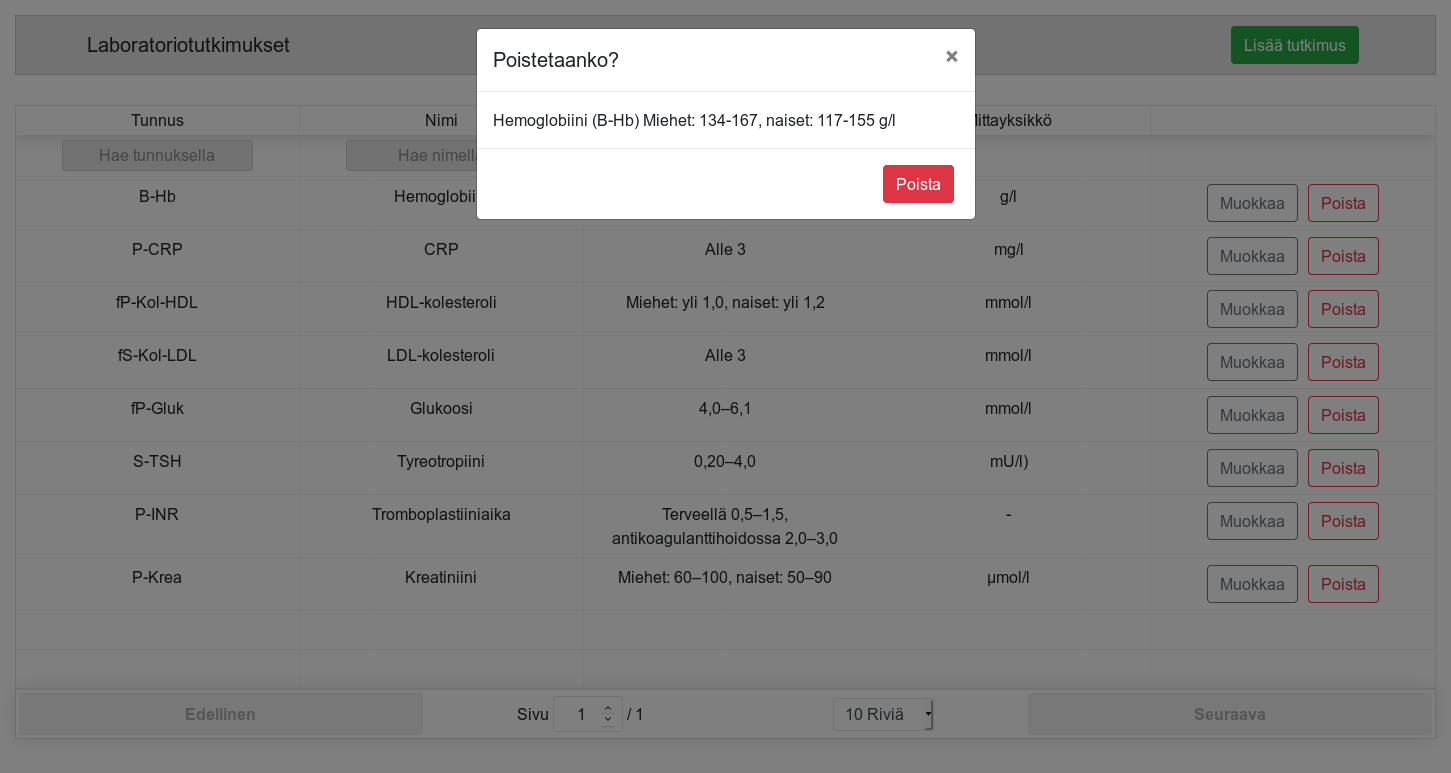 Laboratoriotutkimukset
Lisää tutkimus
Poistetaanko?
×
Hemoglobiini (B-Hb) Miehet: 134-167, naiset: 117-155 g/l
Poista
Tunnus Nimi Mittayksikkö
Hae tunnuksella Hae nimellä
B-Hb Hemoglobii g/l Muokkaa Poista
P-CRP CRP Alle 3 mg/l Muokkaa Poista
fP-Kol-HDL HDL-kolesteroli Miehet: yli 1,0, naiset: yli 1,2 mmol/l Muokkaa Poista
fS-Kol-LDL LDL-kolesteroli Alle 3 mmol/l Muokkaa Poista
fP-Gluk Glukoosi 4,0–6,1 mmol/l Muokkaa Poista
S-TSH Tyreotropiini 0,20–4,0 mU/l) Muokkaa Poista
P-INR Tromboplastiiniaika Terveellä 0,5–1,5, - Muokkaa Poista
antikoagulanttihoidossa 2,0–3,0
P-Krea Kreatiniini Miehet: 60–100, naiset: 50–90 µmol/l Muokkaa Poista
Edellinen Sivu 1 / 1 10 Riviä Seuraava